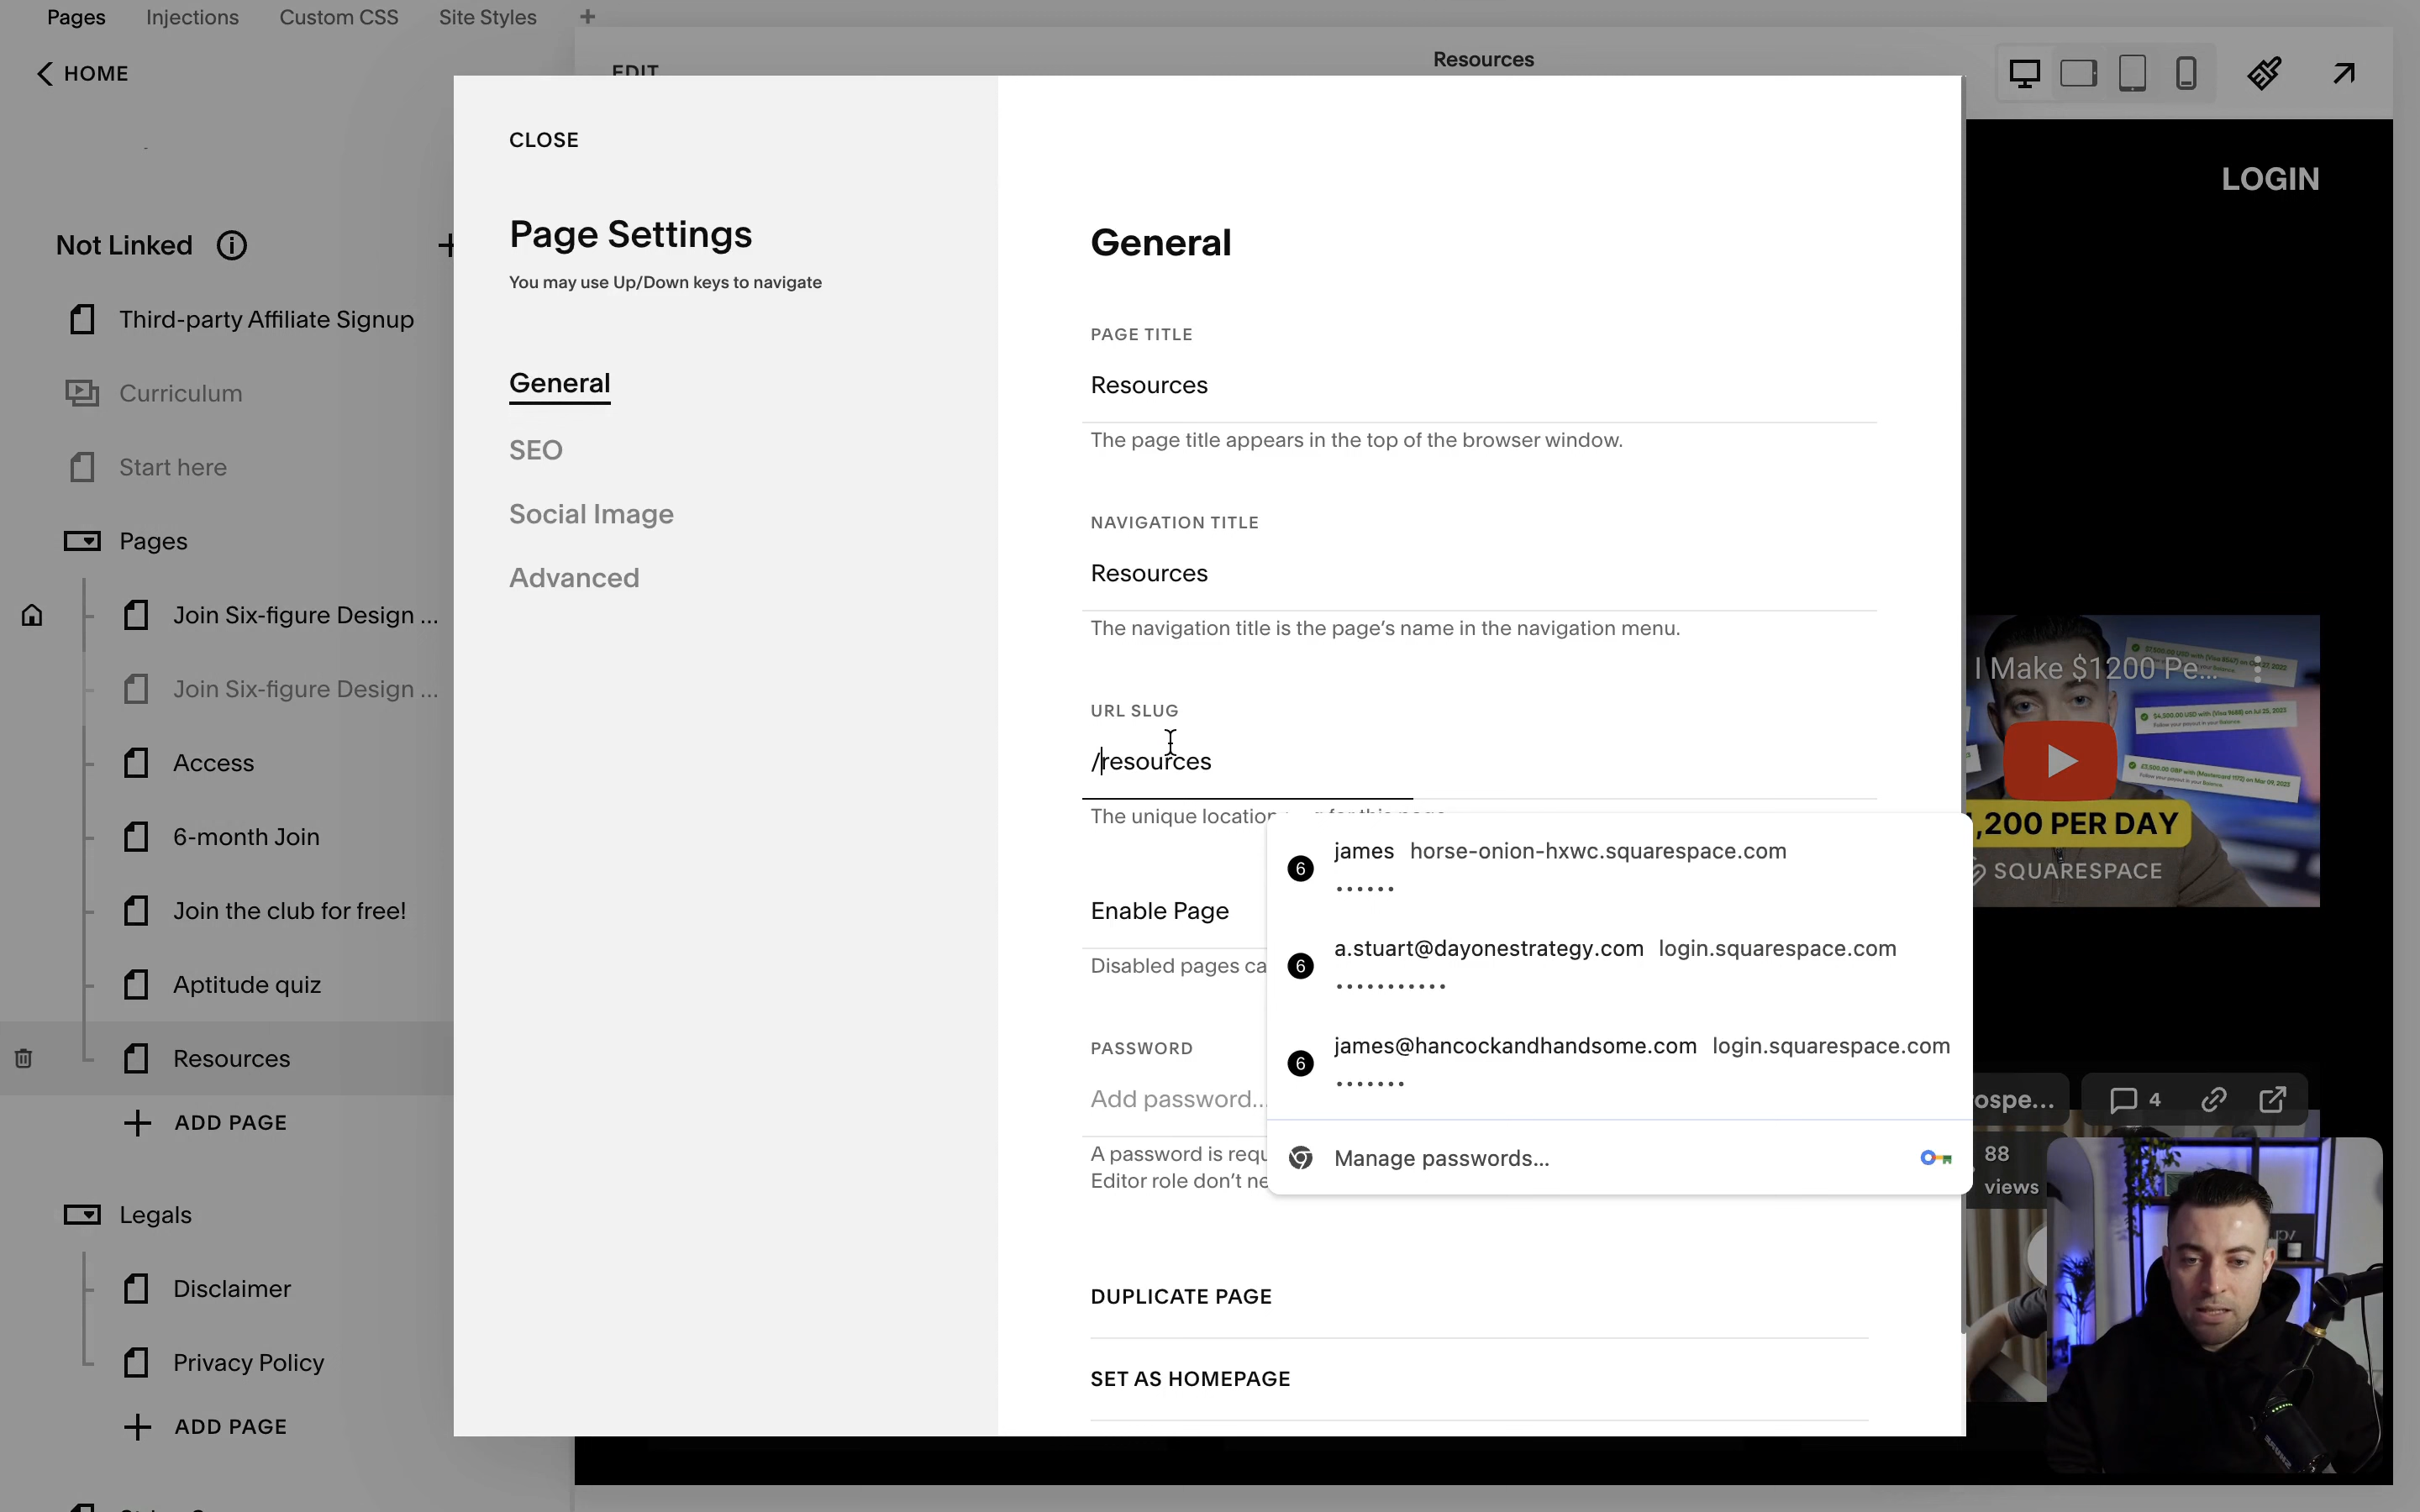 Pages Injections Custom CSS Site Styles +
HOME
EDIT
Resources
LOGIN
Not Linked
Third-party Affiliate Signup
Curriculum
Start here
Pages
Join Six-figure Design ...
Join Six-figure Design ...
Access
6-month Join
Join the club for free!
Aptitude quiz
Resources
ADD PAGE
Legals
Disclaimer
Privacy Policy
ADD PAGE
CLOSE
Page Settings
You may use Up/Down keys to navigate
General
SEO
Social Image
Advanced
General
PAGE TITLE
Resources
The page title appears in the top of the browser window.
NAVIGATION TITLE
Resources
The navigation title is the page's name in the navigation menu.
URL SLUG
/resources
The unique location
Enable Page
Disabled pages ca
PASSWORD
Add password...
A password is requ
Editor role don't ne
DUPLICATE PAGE
SET AS HOMEPAGE
6 james horse-onion-hxwc.squarespace.com
••••••
6 a.stuart@dayonestrategy.com login.squarespace.com
•••••••••••
6 james@hancockandhandsome.com login.squarespace.com
•••••••
Manage passwords...
I Make $1200 Pe...
,200 PER DAY
SQUARESPACE
ospe... 4
88
views